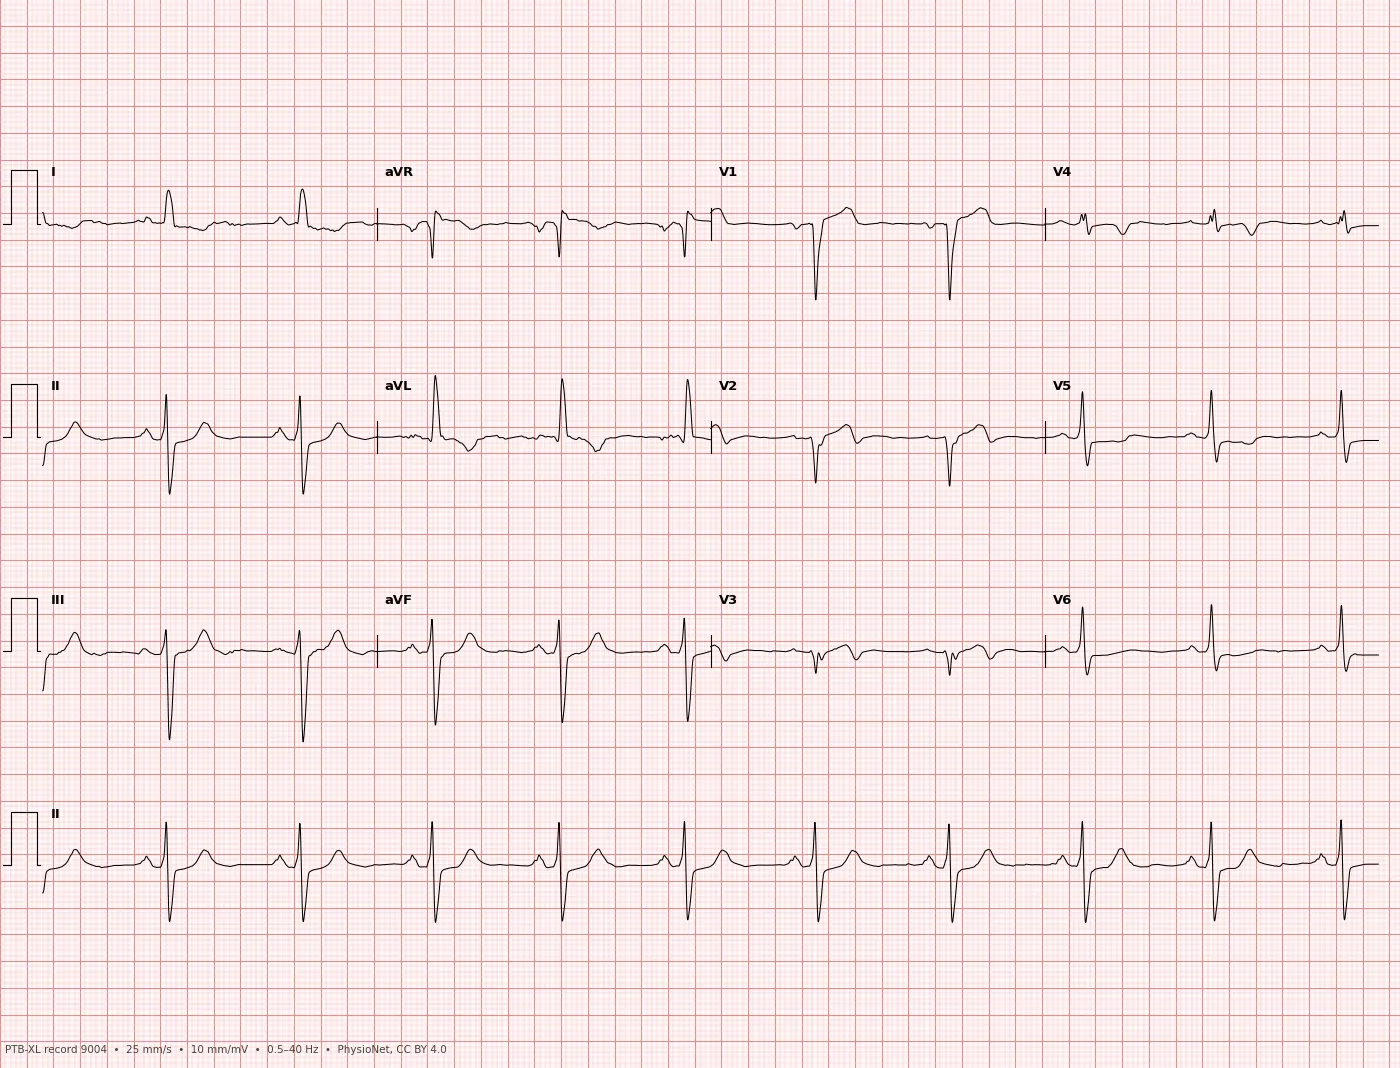 I aVR V1 V4
II aVL V2 V5
III aVF V3 V6
II
PTB-XL record 9004 • 25 mm/s • 10 mm/mV • 0.5–40 Hz • PhysioNet, CC BY 4.0